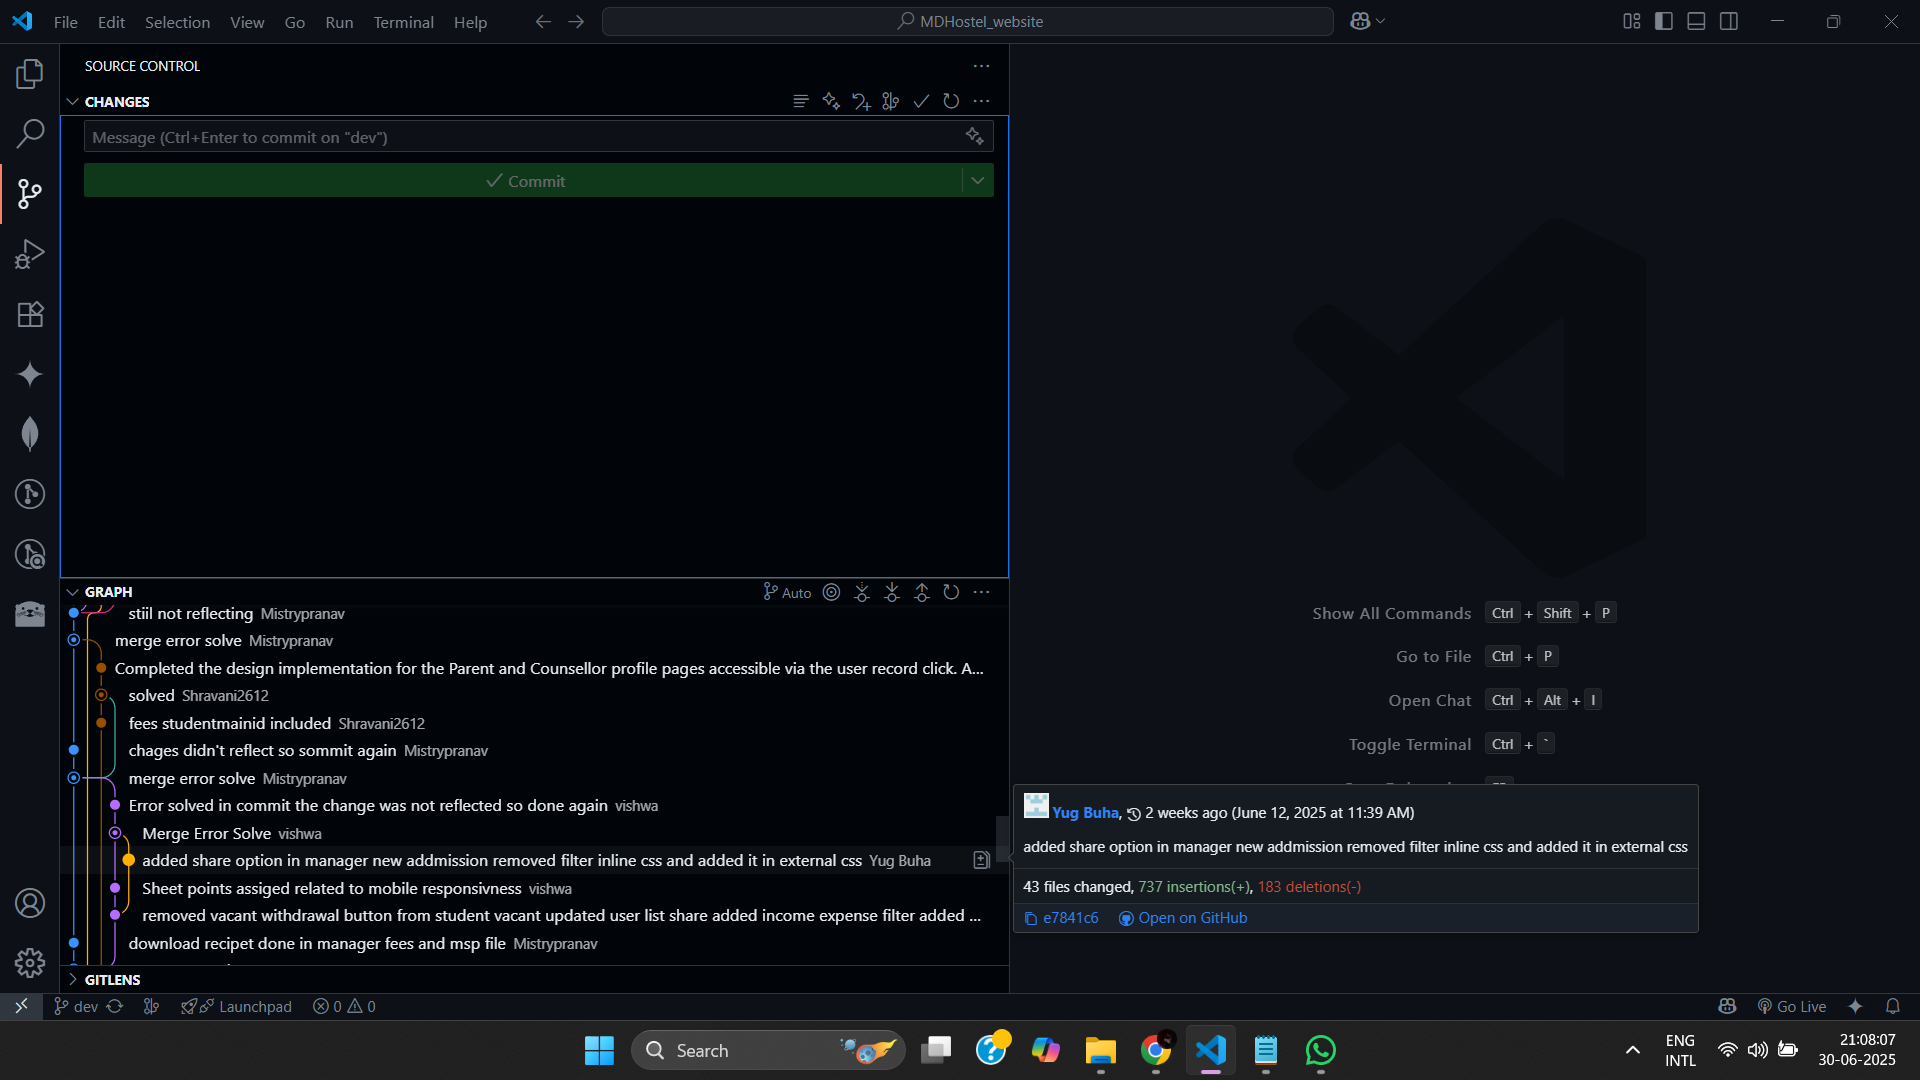 File Edit Selection View Go Run Terminal Help
MDHostel_website
SOURCE CONTROL
CHANGES
Message (Ctrl+Enter to commit on "dev")
Commit
Show All Commands Ctrl + Shift + P
Go to File Ctrl + P
Open Chat Ctrl + Alt + I
Toggle Terminal Ctrl + `
GRAPH
Auto
stiil not reflecting Mistrypranav
merge error solve Mistrypranav
Completed the design implementation for the Parent and Counsellor profile pages accessible via the user record click. A...
solved Shravani2612
fees studentmainid included Shravani2612
chages didn't reflect so sommit again Mistrypranav
merge error solve Mistrypranav
Error solved in commit the change was not reflected so done again vishwa
Merge Error Solve vishwa
added share option in manager new addmission removed filter inline css and added it in external css Yug Buha
Sheet points assiged related to mobile responsivness vishwa
removed vacant withdrawal button from student vacant updated user list share added income expense filter added ...
download recipet done in manager fees and msp file Mistrypranav
Yug Buha, 2 weeks ago (June 12, 2025 at 11:39 AM)
added share option in manager new addmission removed filter inline css and added it in external css
43 files changed, 737 insertions(+), 183 deletions(-)
e7841c6 Open on GitHub
GITLENS
dev Launchpad 0 0 Go Live
Search
ENG
INTL
21:08:07
30-06-2025